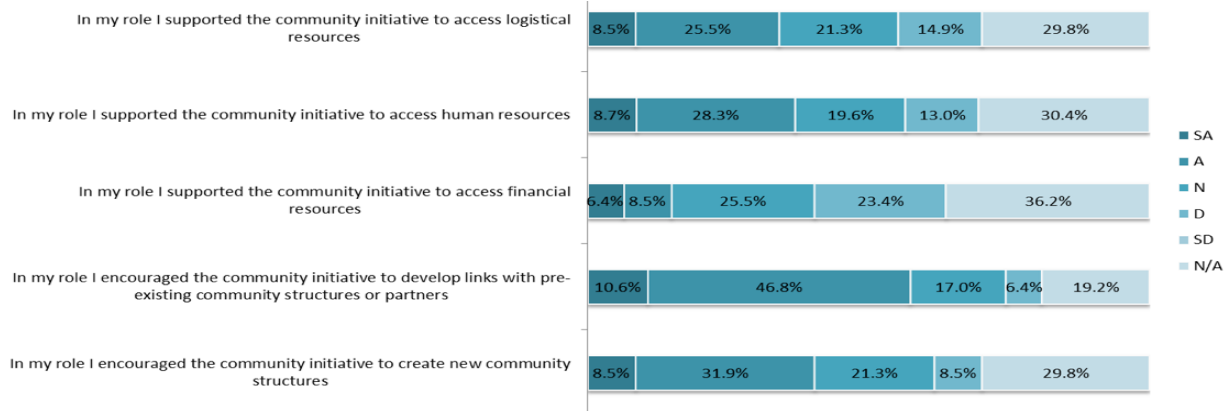 In my role I supported the community initiative to access logistical
resources
8.5% 25.5% 21.3% 14.9% 29.8%
In my role I supported the community initiative to access human resources
8.7% 28.3% 19.6% 13.0% 30.4%
In my role I supported the community initiative to access financial
resources
6.4% 8.5% 25.5% 23.4% 36.2%
In my role I encouraged the community initiative to develop links with pre-
existing community structures or partners
10.6% 46.8% 17.0% 6.4% 19.2%
In my role I encouraged the community initiative to create new community
structures
8.5% 31.9% 21.3% 8.5% 29.8%
SA
A
N
D
SD
N/A